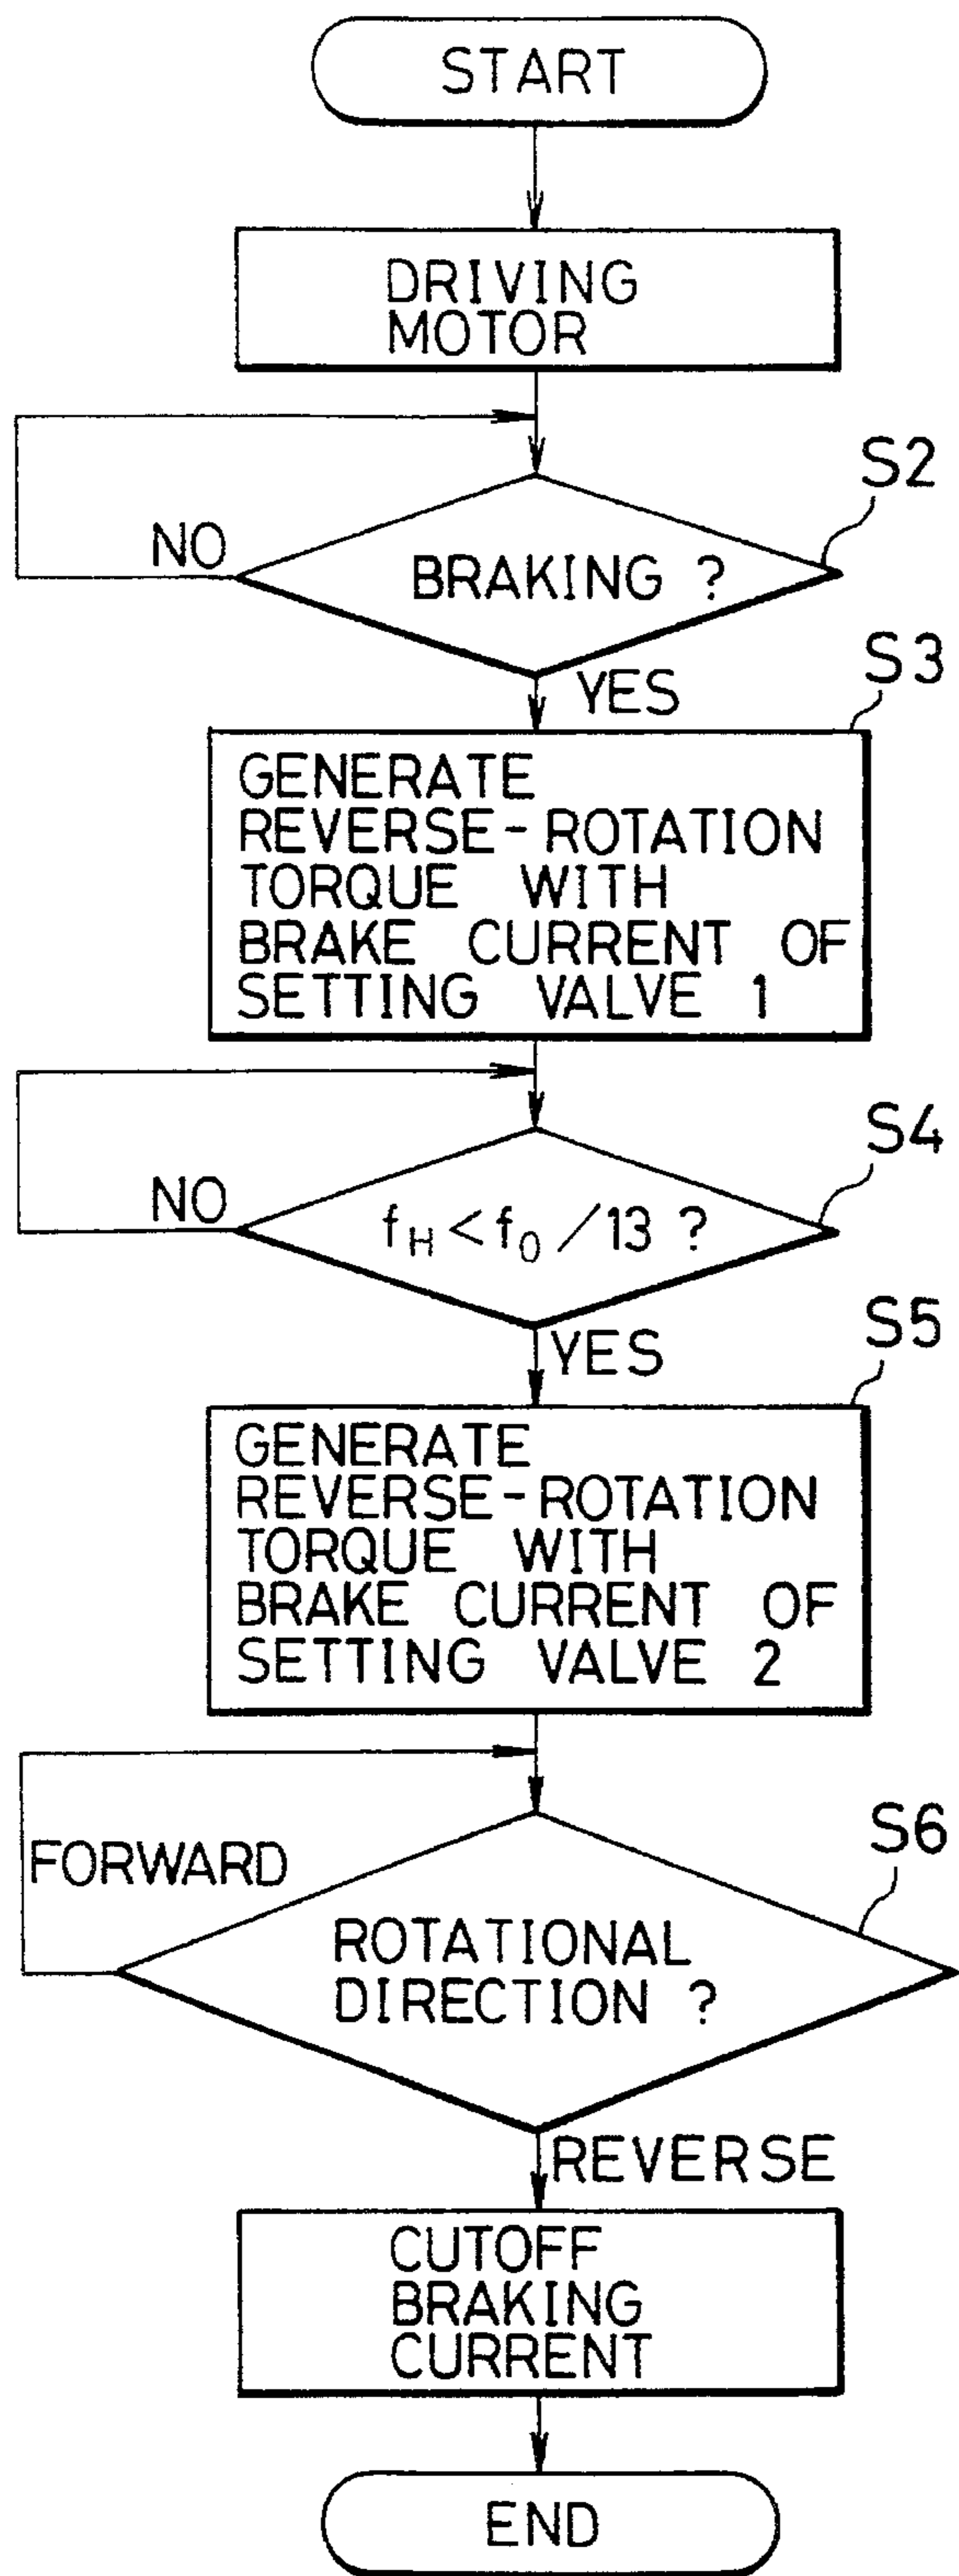 START
DRIVING
MOTOR
S2
NO
BRAKING ?
YES
S3
GENERATE
REVERSE-ROTATION
TORQUE WITH
BRAKE CURRENT OF
SETTING VALVE 1
S4
NO
fH < f0 / 13 ?
YES
S5
GENERATE
REVERSE-ROTATION
TORQUE WITH
BRAKE CURRENT OF
SETTING VALVE 2
S6
FORWARD
ROTATIONAL
DIRECTION ?
REVERSE
CUTOFF
BRAKING
CURRENT
END